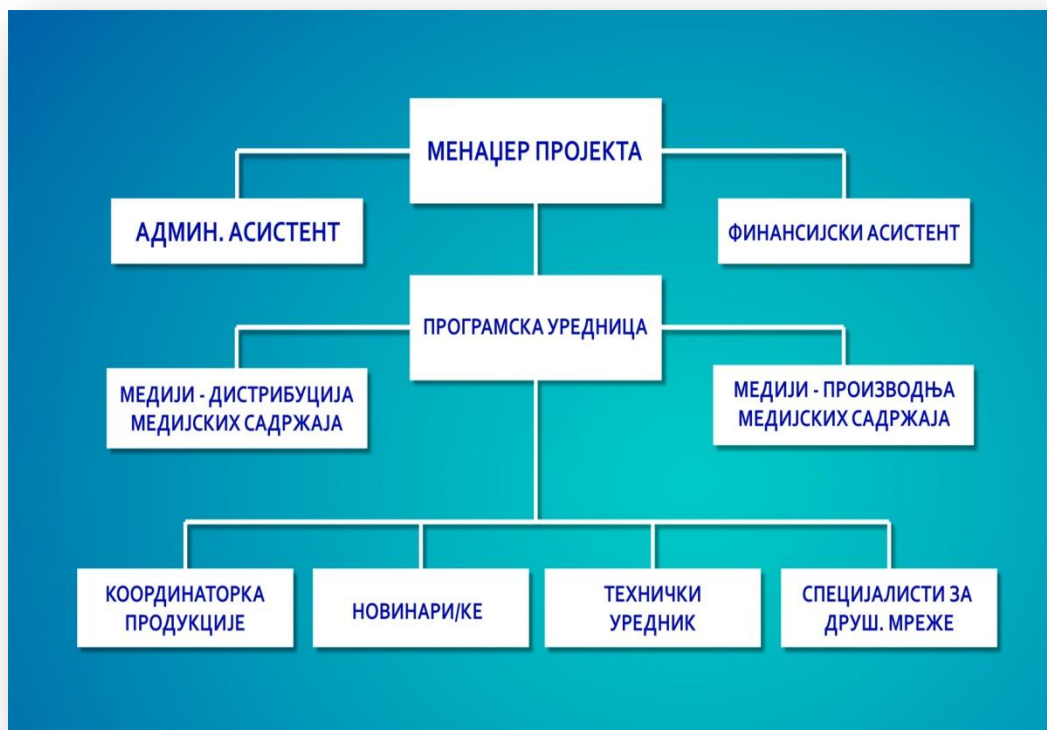 МЕНАЏЕР ПРОЈЕКТА
АДМИН. АСИСТЕНТ
ФИНАНСИЈСКИ АСИСТЕНТ
ПРОГРАМСКА УРЕДНИЦА
МЕДИЈИ - ДИСТРИБУЦИЈА
МЕДИЈСКИХ САДРЖАЈА
МЕДИЈИ - ПРОИЗВОДЊА
МЕДИЈСКИХ САДРЖАЈА
КООРДИНАТОРКА
ПРОДУКЦИЈЕ
НОВИНАРИ/КЕ
ТЕХНИЧКИ
УРЕДНИК
СПЕЦИЈАЛИСТИ ЗА
ДРУШ. МРЕЖЕ